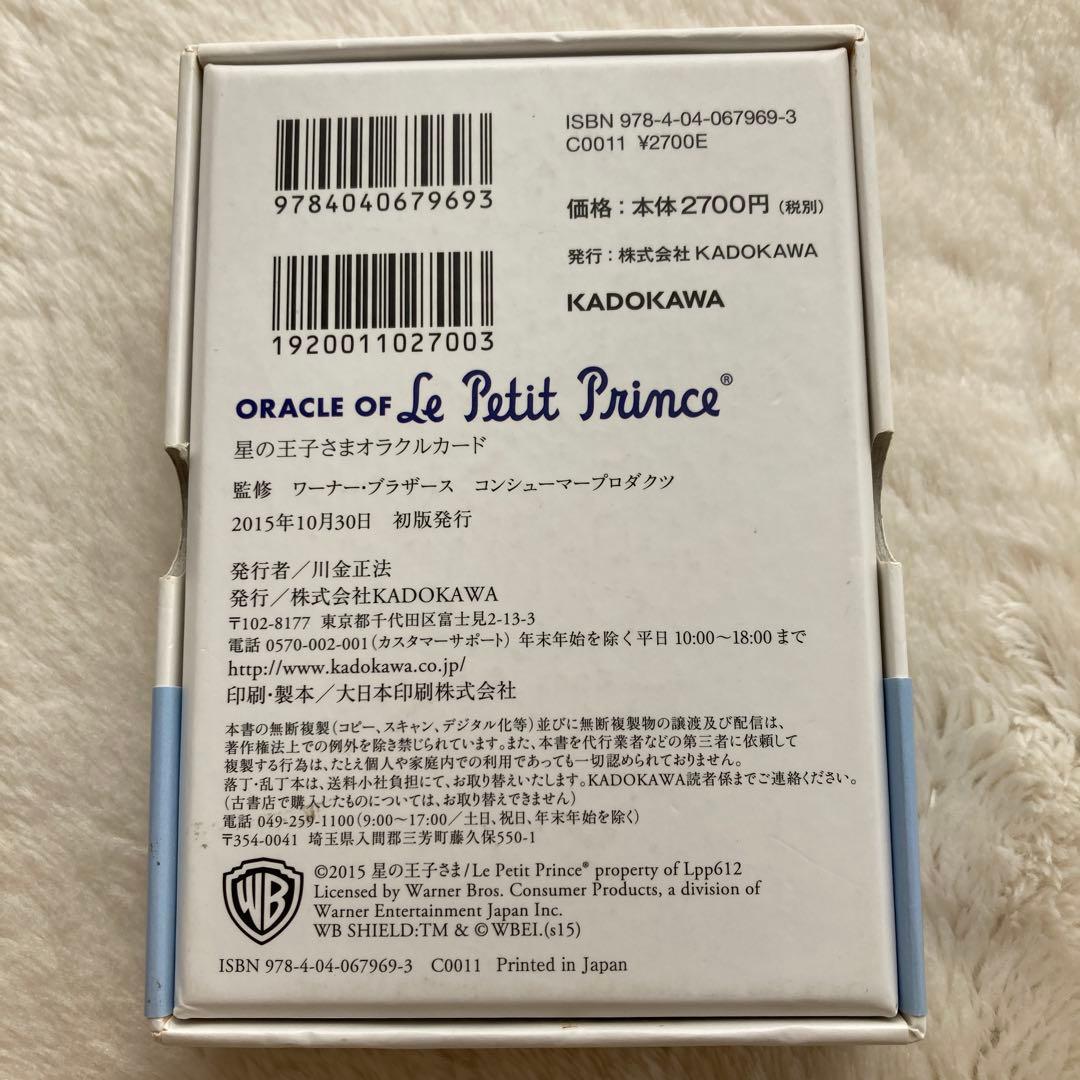 9784040679693
ISBN 978-4-04-067969-3
C0011 ¥2700E
価格：本体2700円（税別）
発行：株式会社KADOKAWA
KADOKAWA
1920011027003
ORACLE OF Le Petit Prince®
星の王子さまオラクルカード
監修　ワーナー・ブラザース　コンシューマープロダクツ
2015年10月30日　初版発行
発行者／川金正法
発行／株式会社KADOKAWA
〒102-8177 東京都千代田区富士見2-13-3
電話 0570-002-001（カスタマーサポート） 年末年始を除く平日 10:00～18:00 まで
http://www.kadokawa.co.jp/
印刷・製本／大日本印刷株式会社
本書の無断複製（コピー、スキャン、デジタル化等）並びに無断複製物の譲渡及び配信は、
著作権法上での例外を除き禁じられています。また、本書を代行業者などの第三者に依頼して
複製する行為は、たとえ個人や家庭内での利用であっても一切認められておりません。
落丁・乱丁本は、送料小社負担にて、お取り替えいたします。KADOKAWA読者係までご連絡ください。
（古書店で購入したものについては、お取り替えできません）
電話 049-259-1100（9:00～17:00／土日、祝日、年末年始を除く）
〒354-0041 埼玉県入間郡三芳町藤久保550-1
WB
©2015 星の王子さま/Le Petit Prince® property of Lpp612
Licensed by Warner Bros. Consumer Products, a division of
Warner Entertainment Japan Inc.
WB SHIELD:TM & © WBEI.(s15)
ISBN 978-4-04-067969-3 C0011 Printed in Japan